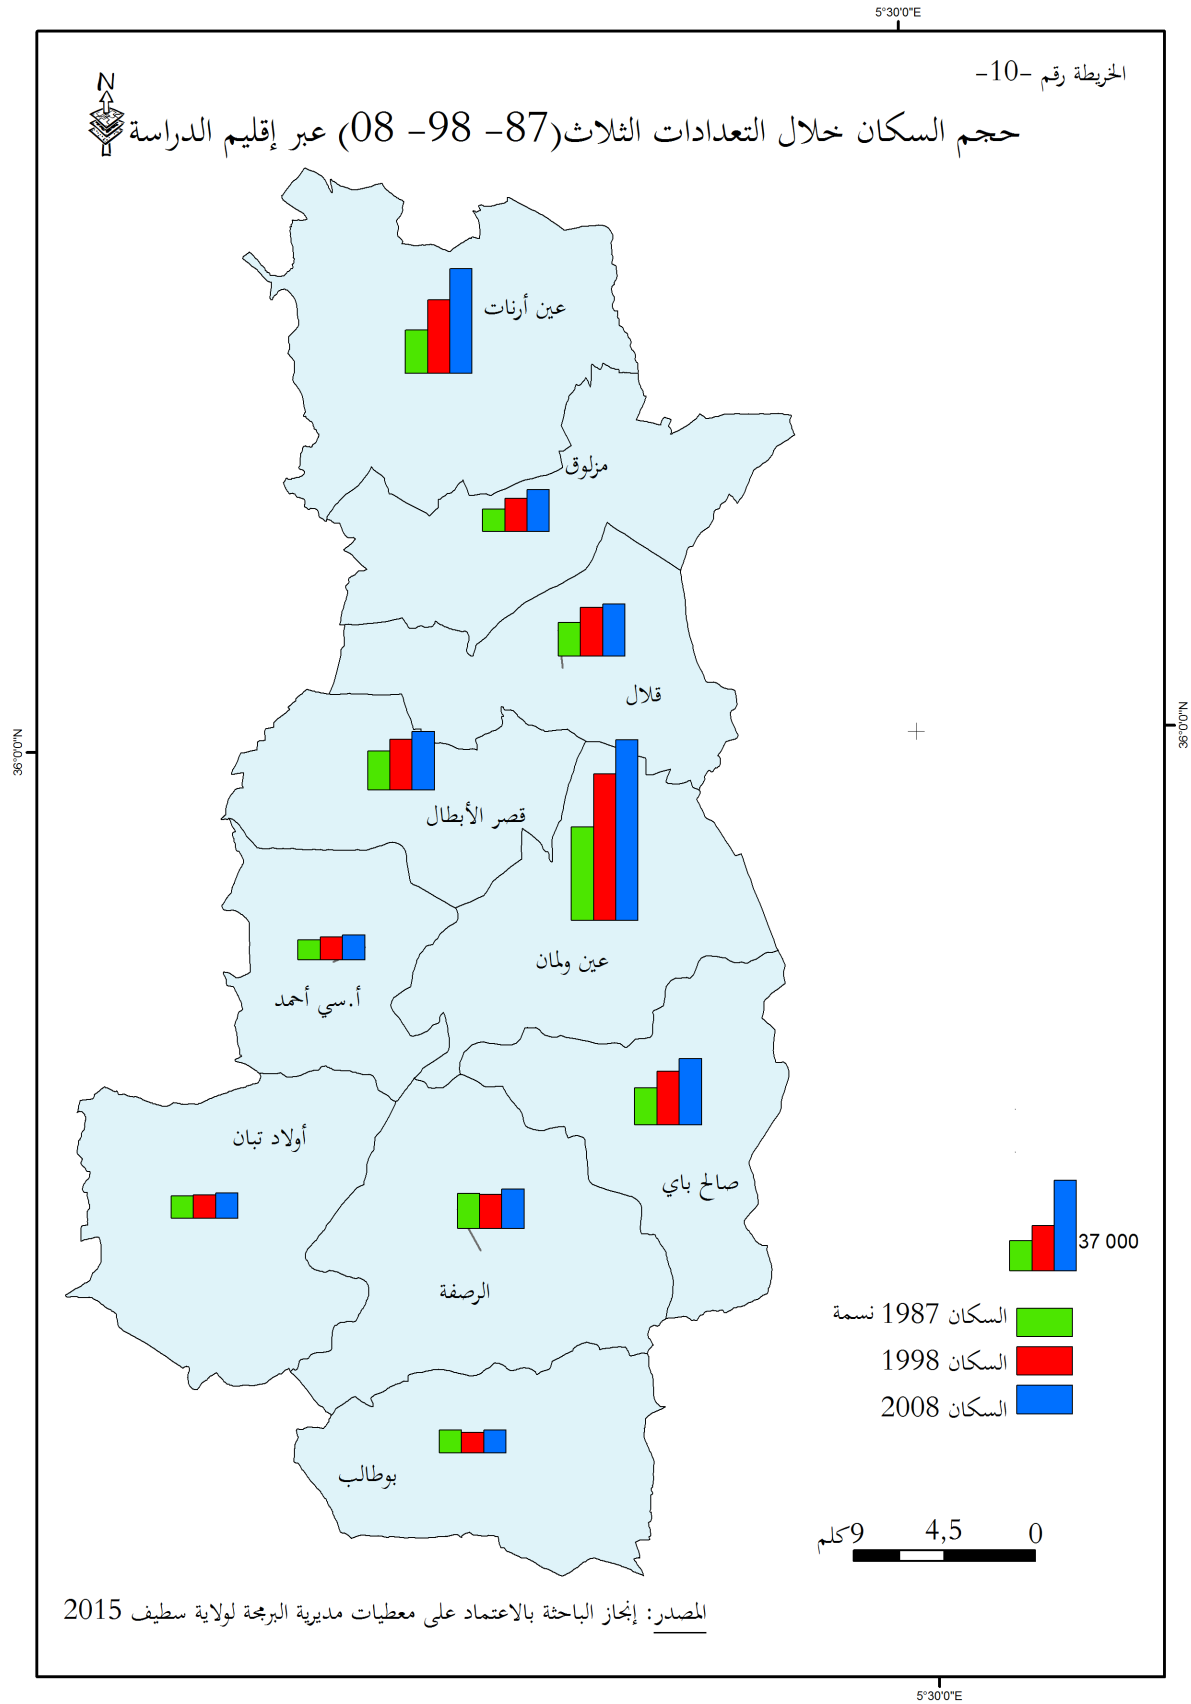 5°30'0"E
الخريطة رقم -10-
N
حجم السكان خلال التعدادات الثلاث(87- 98- 08) عبر إقليم الدراسة
عين أرنات
مزلوق
قلال
36°0'0"N
36°0'0"N
قصر الأبطال
عين ولمان
أ.سي أحمد
أولاد تبان
صالح باي
37 000
الرصفة
السكان 1987 نسمة
السكان 1998
السكان 2008
بوطالب
0 4,5 9كلم
المصدر: إنجاز الباحثة بالاعتماد على معطيات مديرية البرمجة لولاية سطيف 2015
5°30'0"E